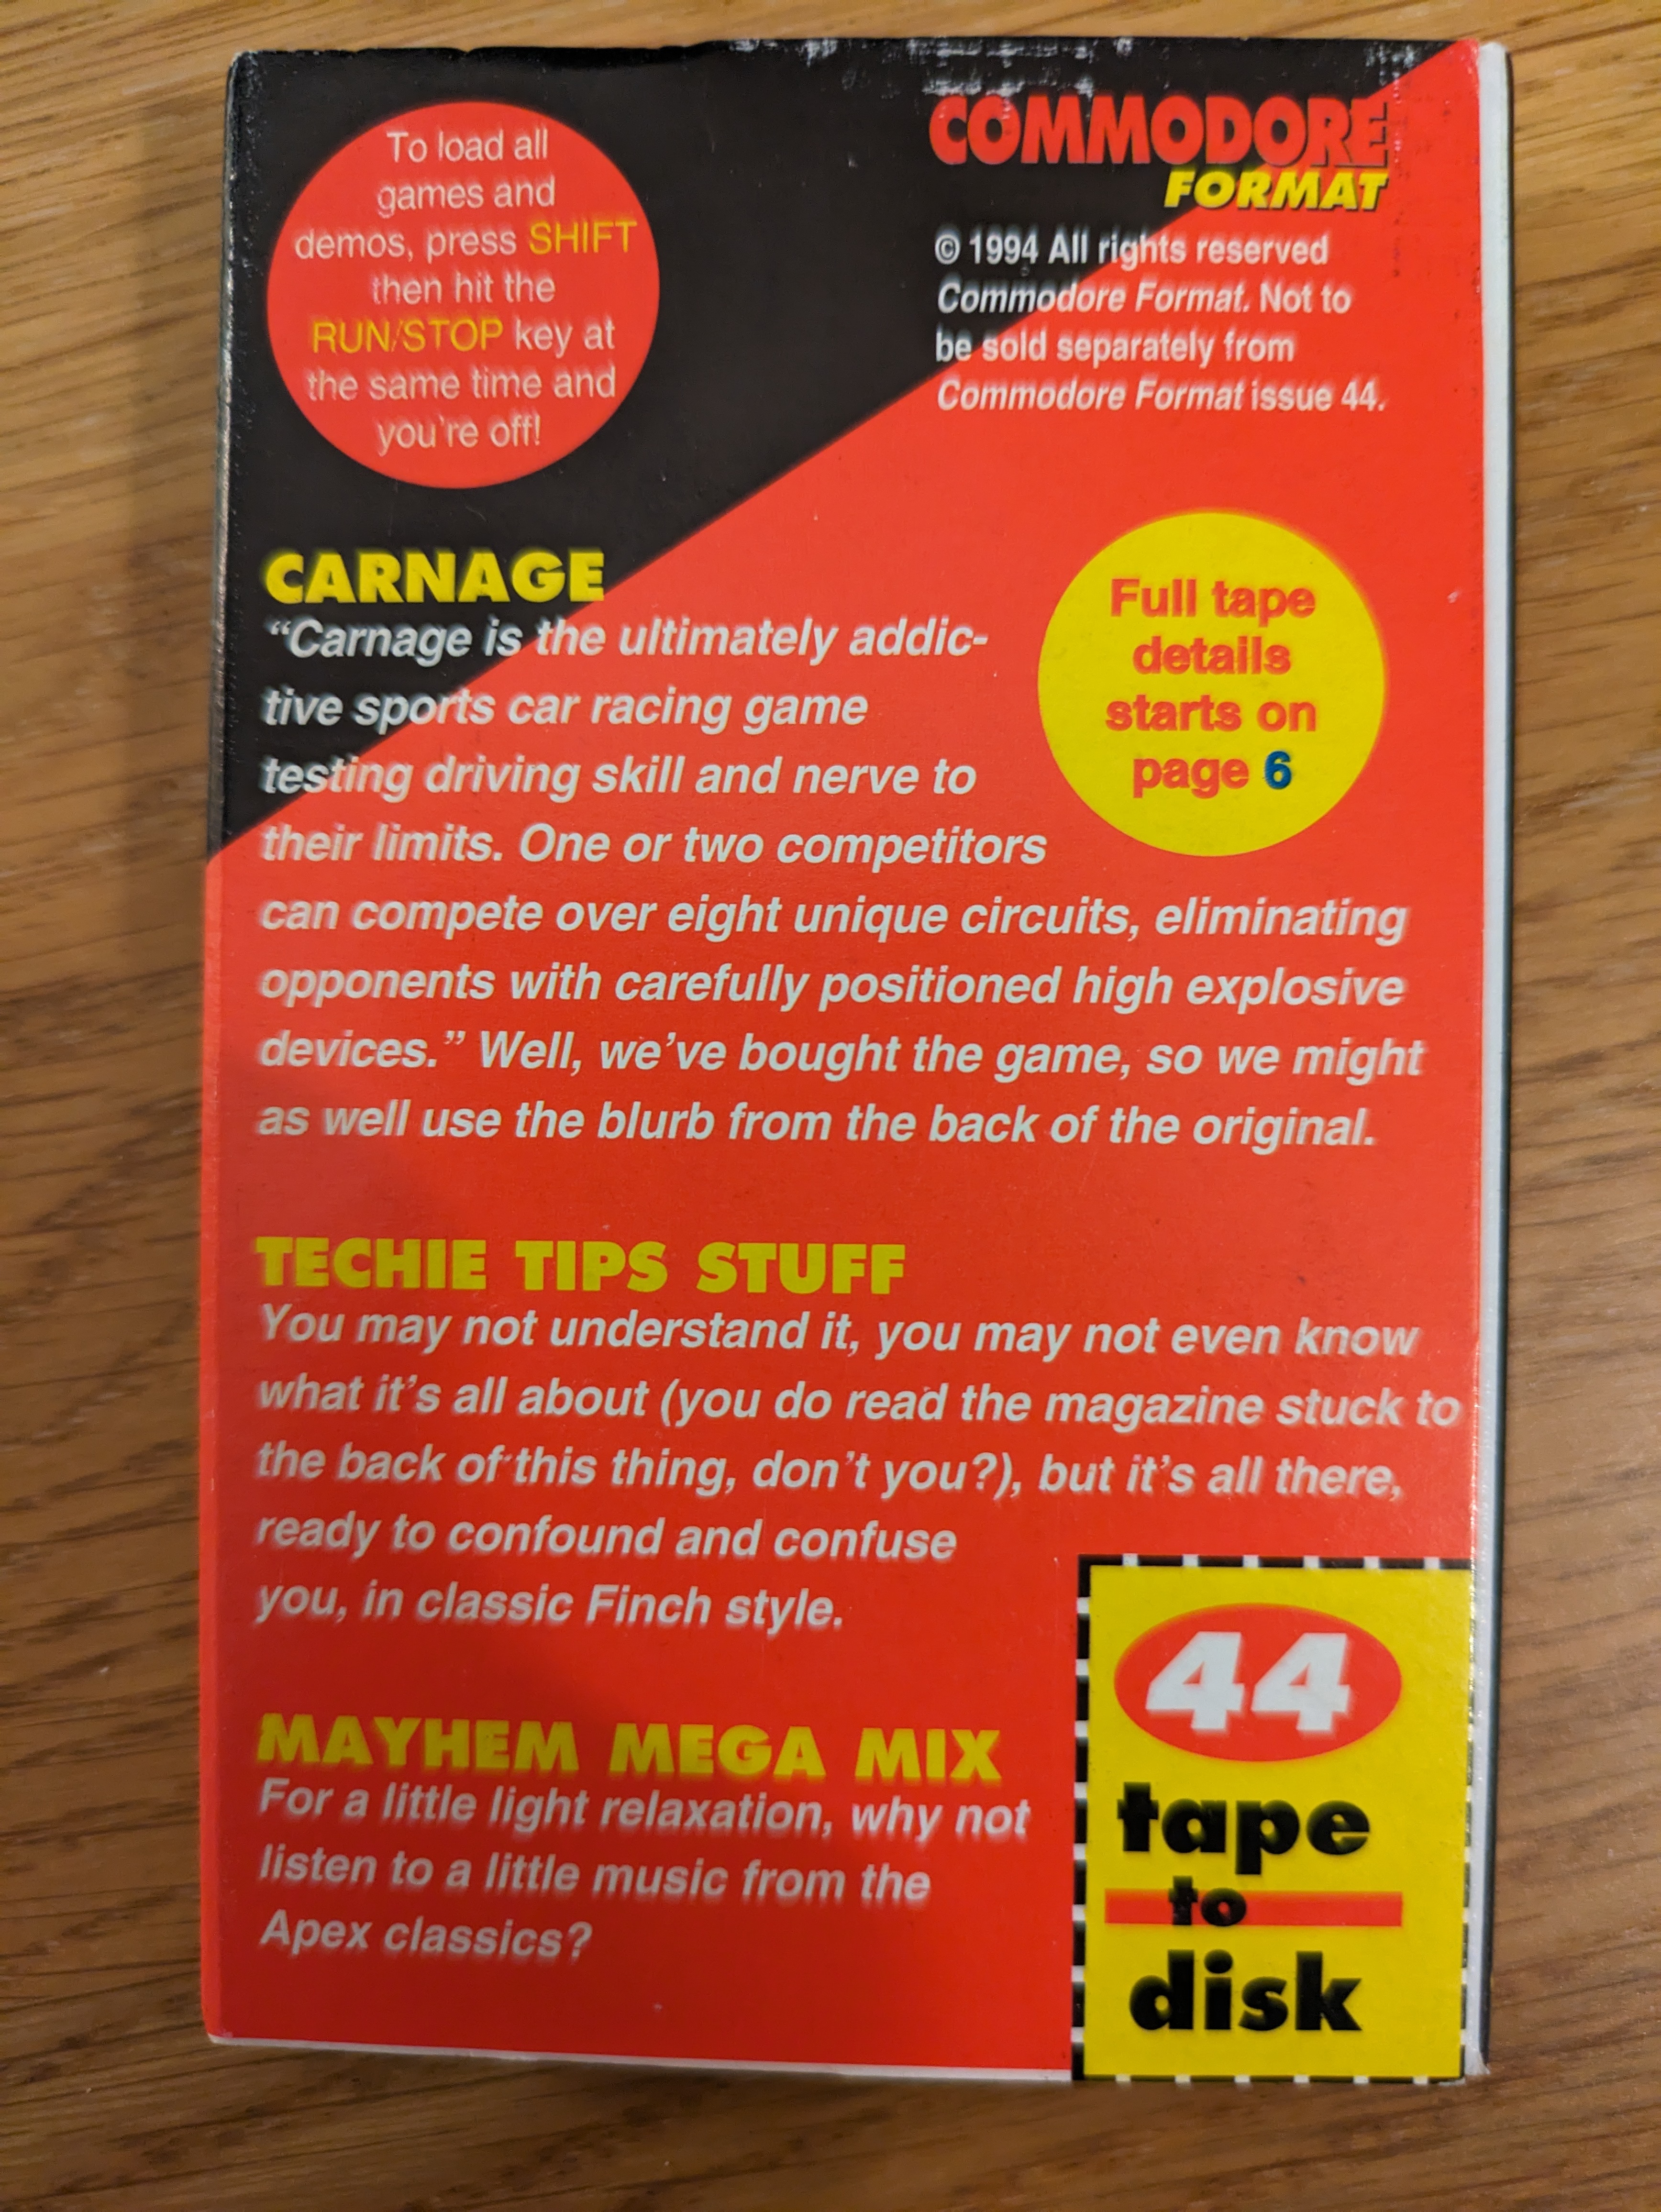 To load all
games and
demos, press SHIFT
then hit the
RUN/STOP key at
the same time and
you're off!
COMMODORE
FORMAT
© 1994 All rights reserved
Commodore Format. Not to
be sold separately from
Commodore Format issue 44.
CARNAGE
“Carnage is the ultimately addic-
tive sports car racing game
testing driving skill and nerve to
their limits. One or two competitors
can compete over eight unique circuits, eliminating
opponents with carefully positioned high explosive
devices.” Well, we've bought the game, so we might
as well use the blurb from the back of the original.
Full tape
details
starts on
page 6
TECHIE TIPS STUFF
You may not understand it, you may not even know
what it's all about (you do read the magazine stuck to
the back of this thing, don't you?), but it's all there,
ready to confound and confuse
you, in classic Finch style.
MAYHEM MEGA MIX
For a little light relaxation, why not
listen to a little music from the
Apex classics?
44
tape
to
disk